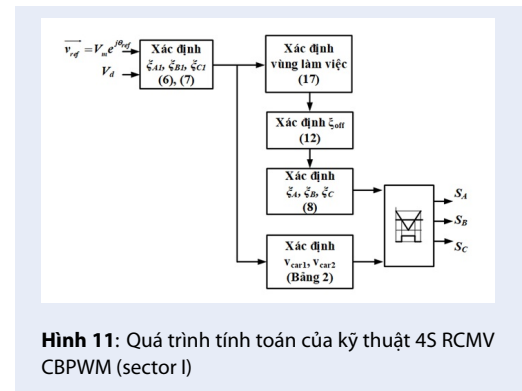 v_ref = V_m e^{jθ_ref}
V_d
Xác định
ξ_A1, ξ_B1, ξ_C1
(6), (7)
Xác định
vùng làm việc
(17)
Xác định ξ_off
(12)
Xác định
ξ_A, ξ_B, ξ_C
(8)
Xác định
v_car1, v_car2
(Bảng 2)
S_A
S_B
S_C
Hình 11: Quá trình tính toán của kỹ thuật 4S RCMV
CBPWM (sector I)